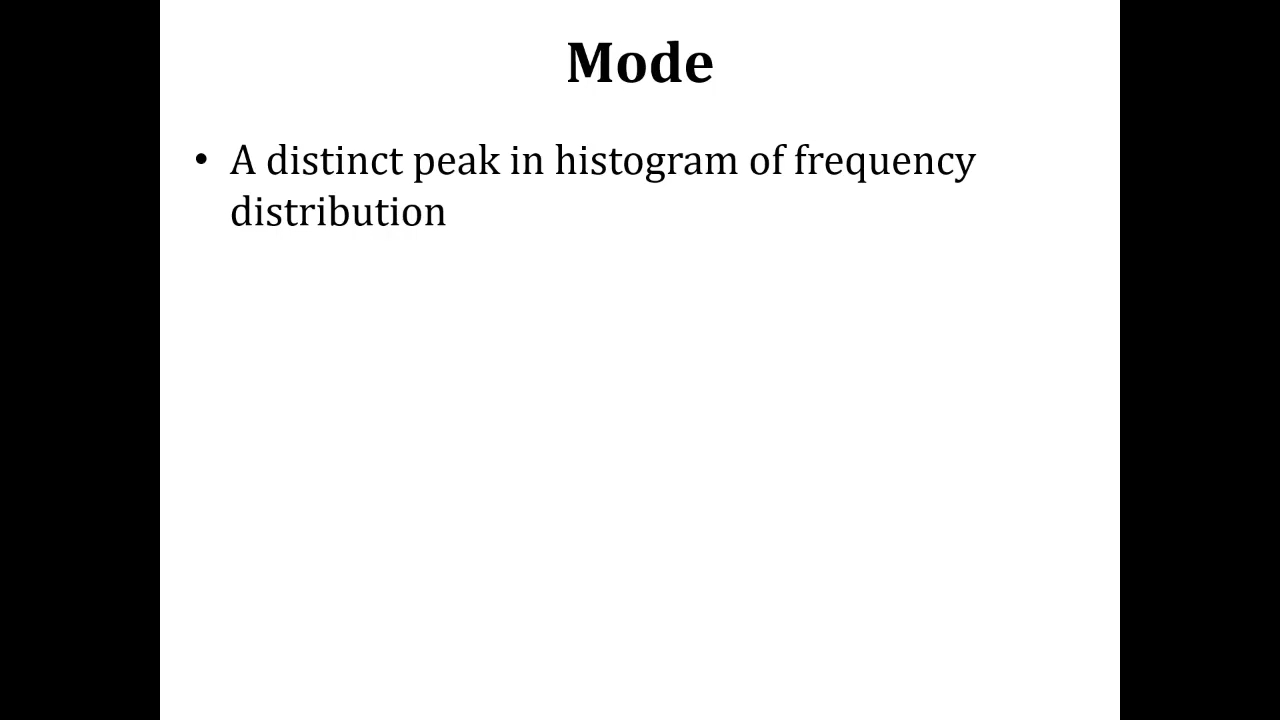 Mode
• A distinct peak in histogram of frequency
distribution